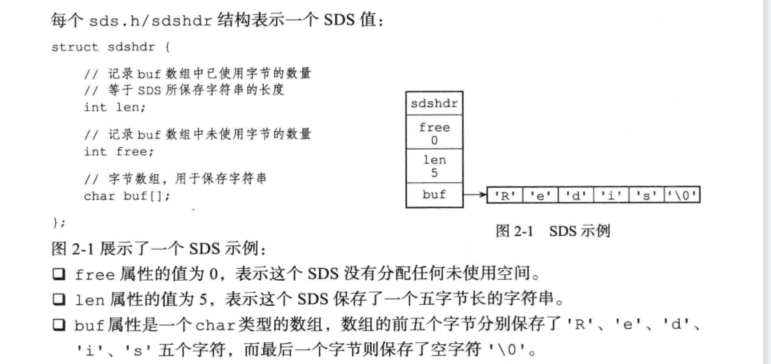 每个 sds.h/sdshdr 结构表示一个 SDS 值：
struct sdshdr {
// 记录 buf 数组中已使用字节的数量
// 等于 SDS 所保存字符串的长度
int len;
// 记录 buf 数组中未使用字节的数量
int free;
// 字节数组，用于保存字符串
char buf[];
};
sdshdr
free
0
len
5
buf
'R' 'e' 'd' 'i' 's' '\0'
图 2-1 SDS 示例
图 2-1 展示了一个 SDS 示例：
❏ free 属性的值为 0，表示这个 SDS 没有分配任何未使用空间。
❏ len 属性的值为 5，表示这个 SDS 保存了一个五字节长的字符串。
❏ buf 属性是一个 char 类型的数组，数组的前五个字节分别保存了 'R'、'e'、'd'、
'i'、's' 五个字符，而最后一个字节则保存了空字符 '\0'。